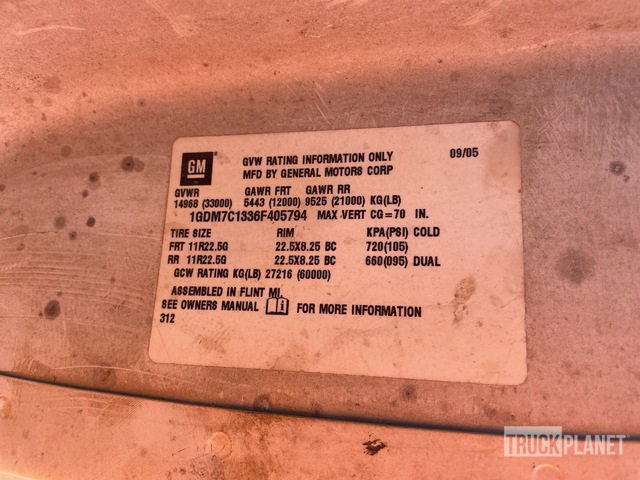 GM GVW RATING INFORMATION ONLY 09/05
MFD BY GENERAL MOTORS CORP
GVWR GAWR FRT GAWR RR
14968 (33000) 5443 (12000) 9525 (21000) KG(LB)
1GDM7C1336F405794 MAX VERT CG=70 IN.
TIRE SIZE RIM KPA(PSI) COLD
FRT 11R22.5G 22.5X8.25 BC 720(105)
RR 11R22.5G 22.5X8.25 BC 660(095) DUAL
GCW RATING KG(LB) 27216 (60000)
ASSEMBLED IN FLINT MI.
SEE OWNERS MANUAL i FOR MORE INFORMATION
312
TRUCKPLANET